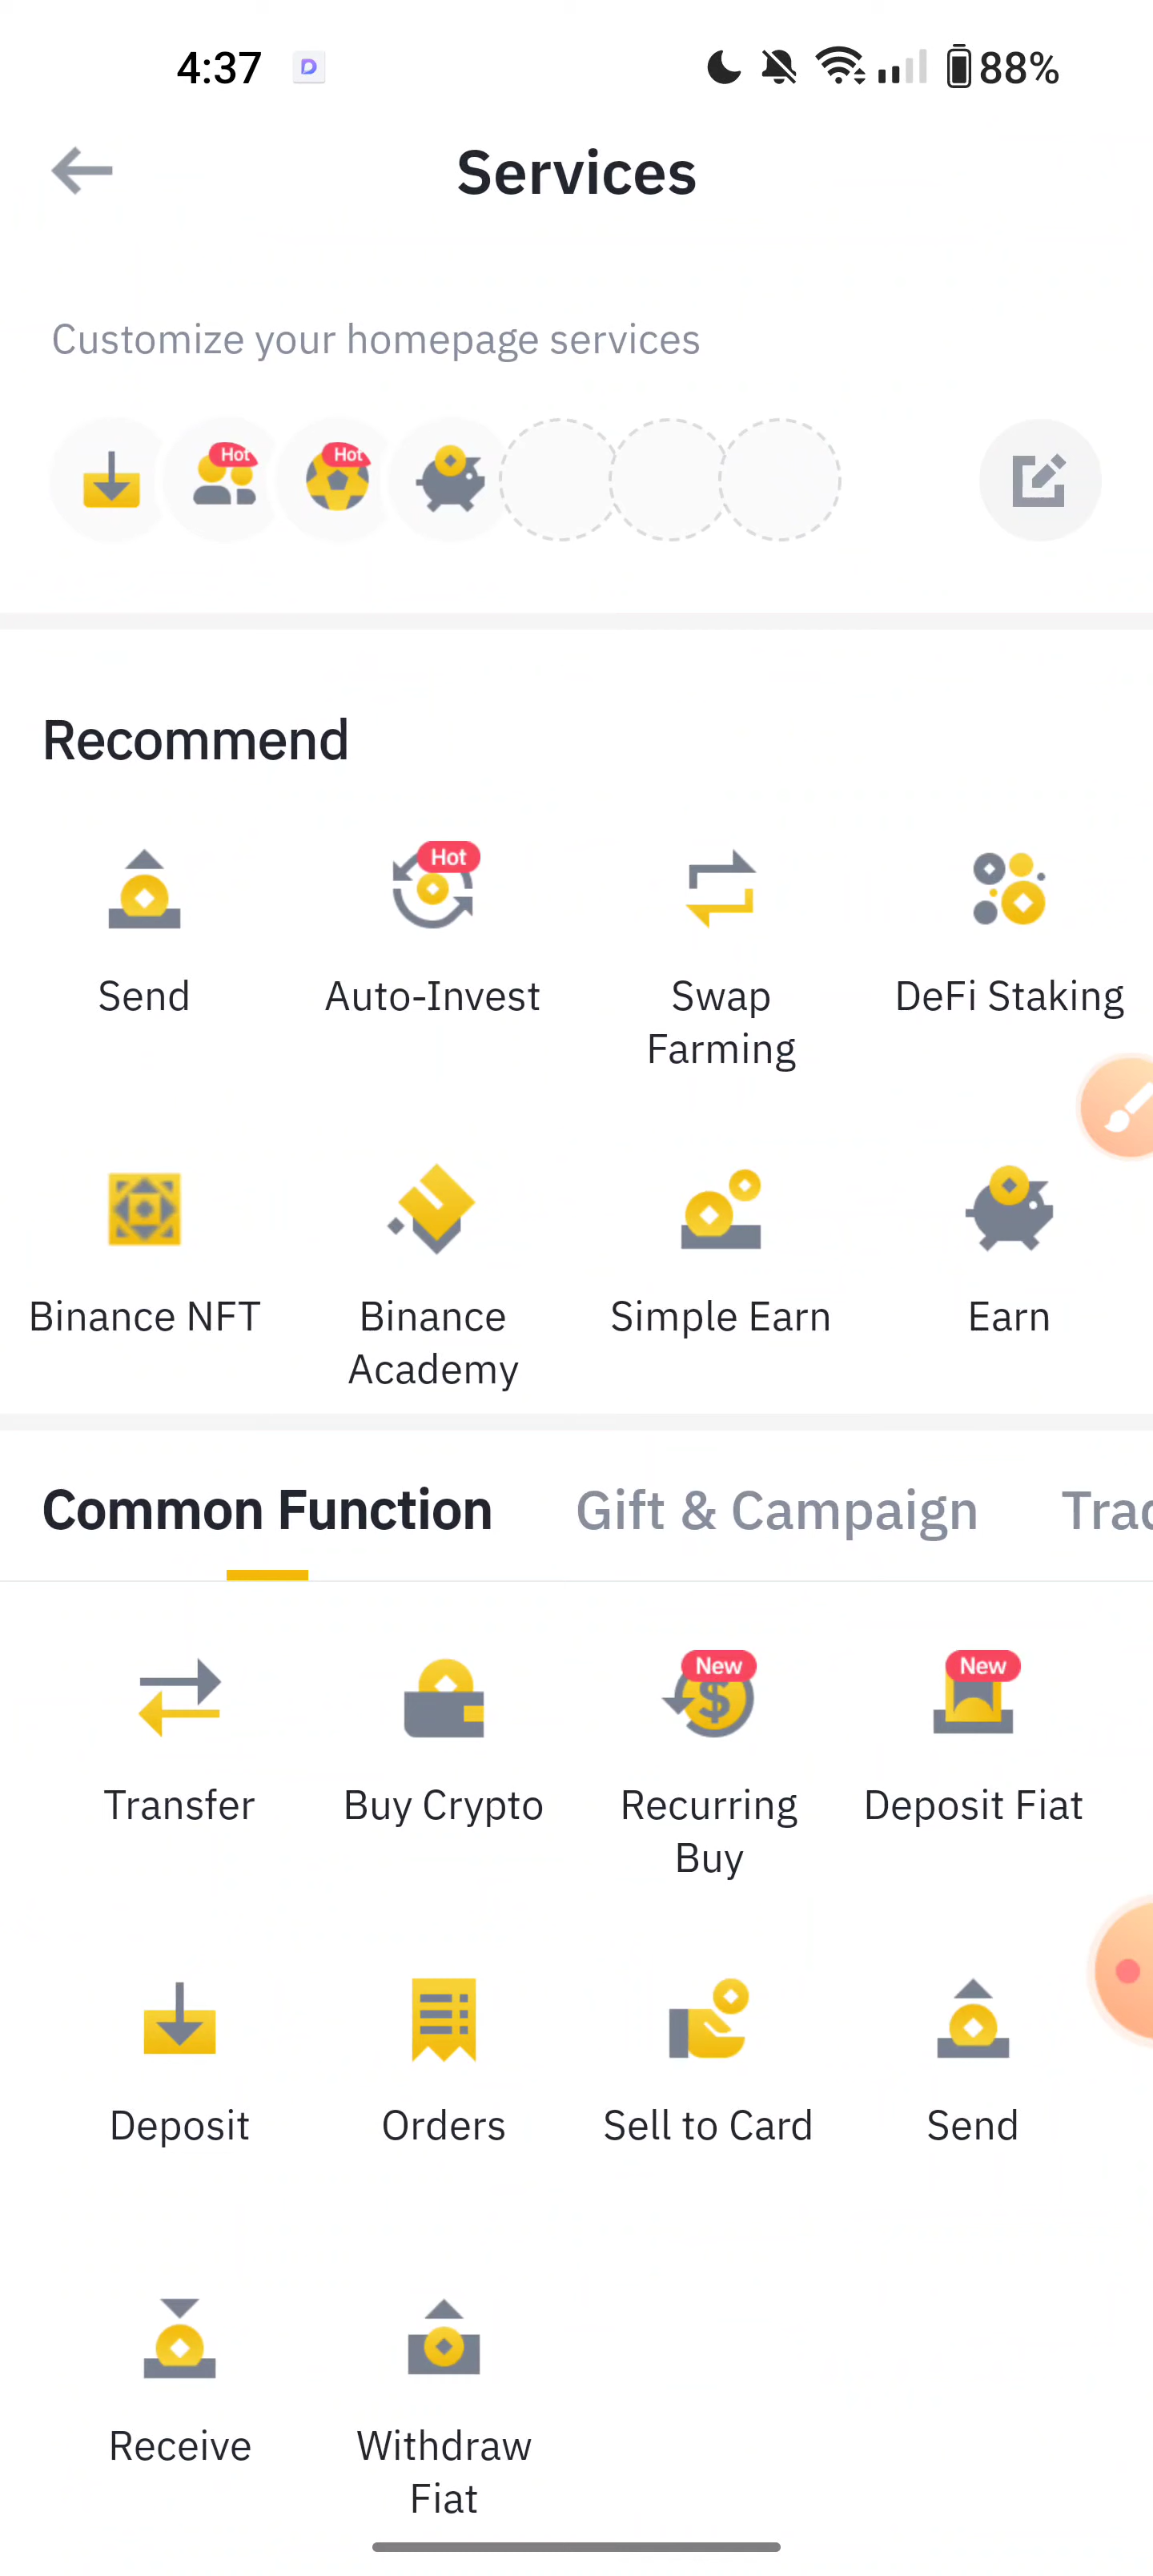 4:37
88%
Services
Customize your homepage services
Hot
Hot
Recommend
Hot
Send
Auto-Invest
Swap
Farming
DeFi Staking
Binance NFT
Binance
Academy
Simple Earn
Earn
Common Function
Gift & Campaign
Trad
New
New
Transfer
Buy Crypto
Recurring
Buy
Deposit Fiat
Deposit
Orders
Sell to Card
Send
Receive
Withdraw
Fiat